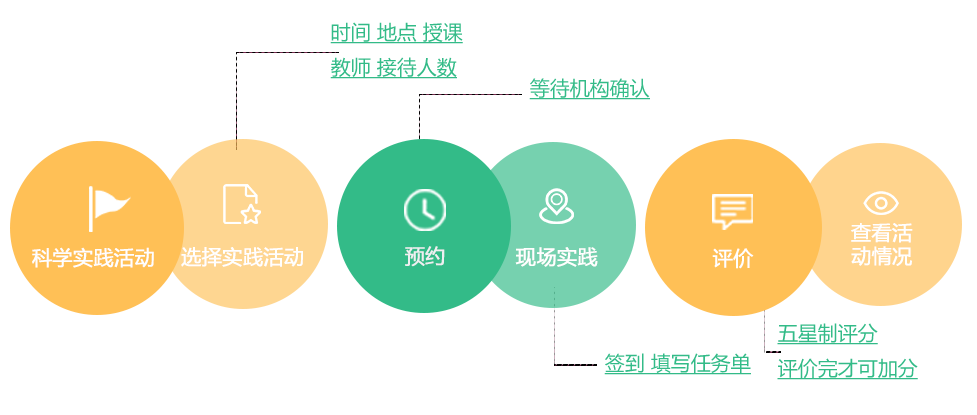 时间 地点 授课
教师 接待人数
等待机构确认
科学实践活动
选择实践活动
预约
现场实践
评价
查看活
动情况
签到 填写任务单
五星制评分
评价完才可加分